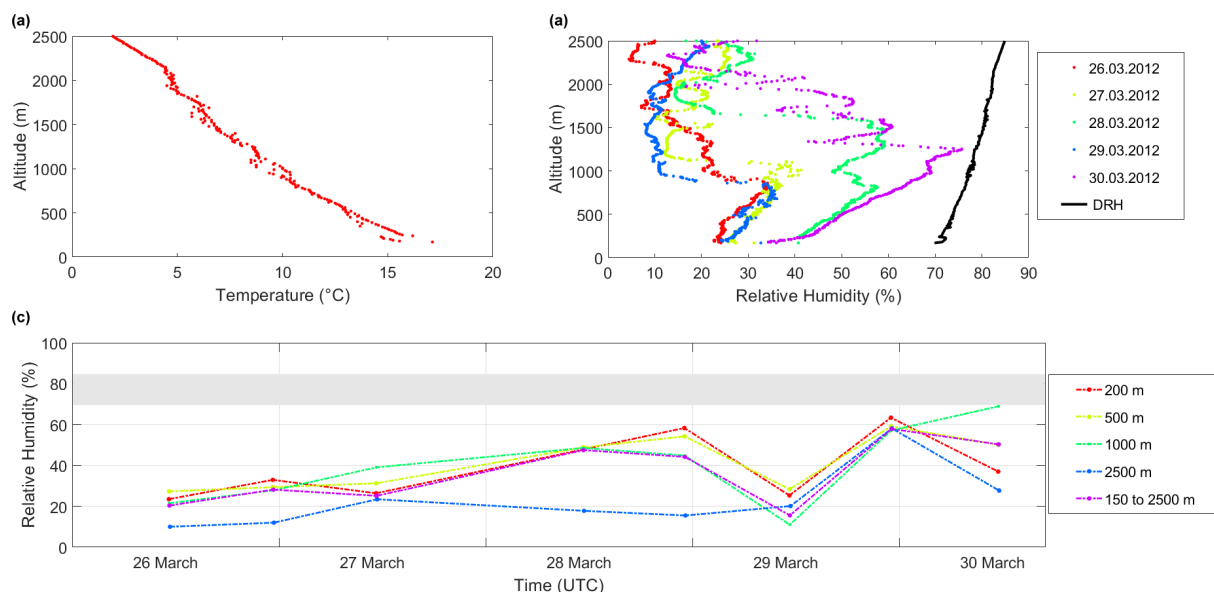 (a)
2500
2000
1500
1000
500
0
Altitude (m)
0 5 10 15 20
Temperature (°C)
(a)
2500
2000
1500
1000
500
0
Altitude (m)
0 10 20 30 40 50 60 70 80 90
Relative Humidity (%)
26.03.2012
27.03.2012
28.03.2012
29.03.2012
30.03.2012
DRH
(c)
100
80
60
40
20
0
Relative Humidity (%)
26 March 27 March 28 March 29 March 30 March
Time (UTC)
200 m
500 m
1000 m
2500 m
150 to 2500 m